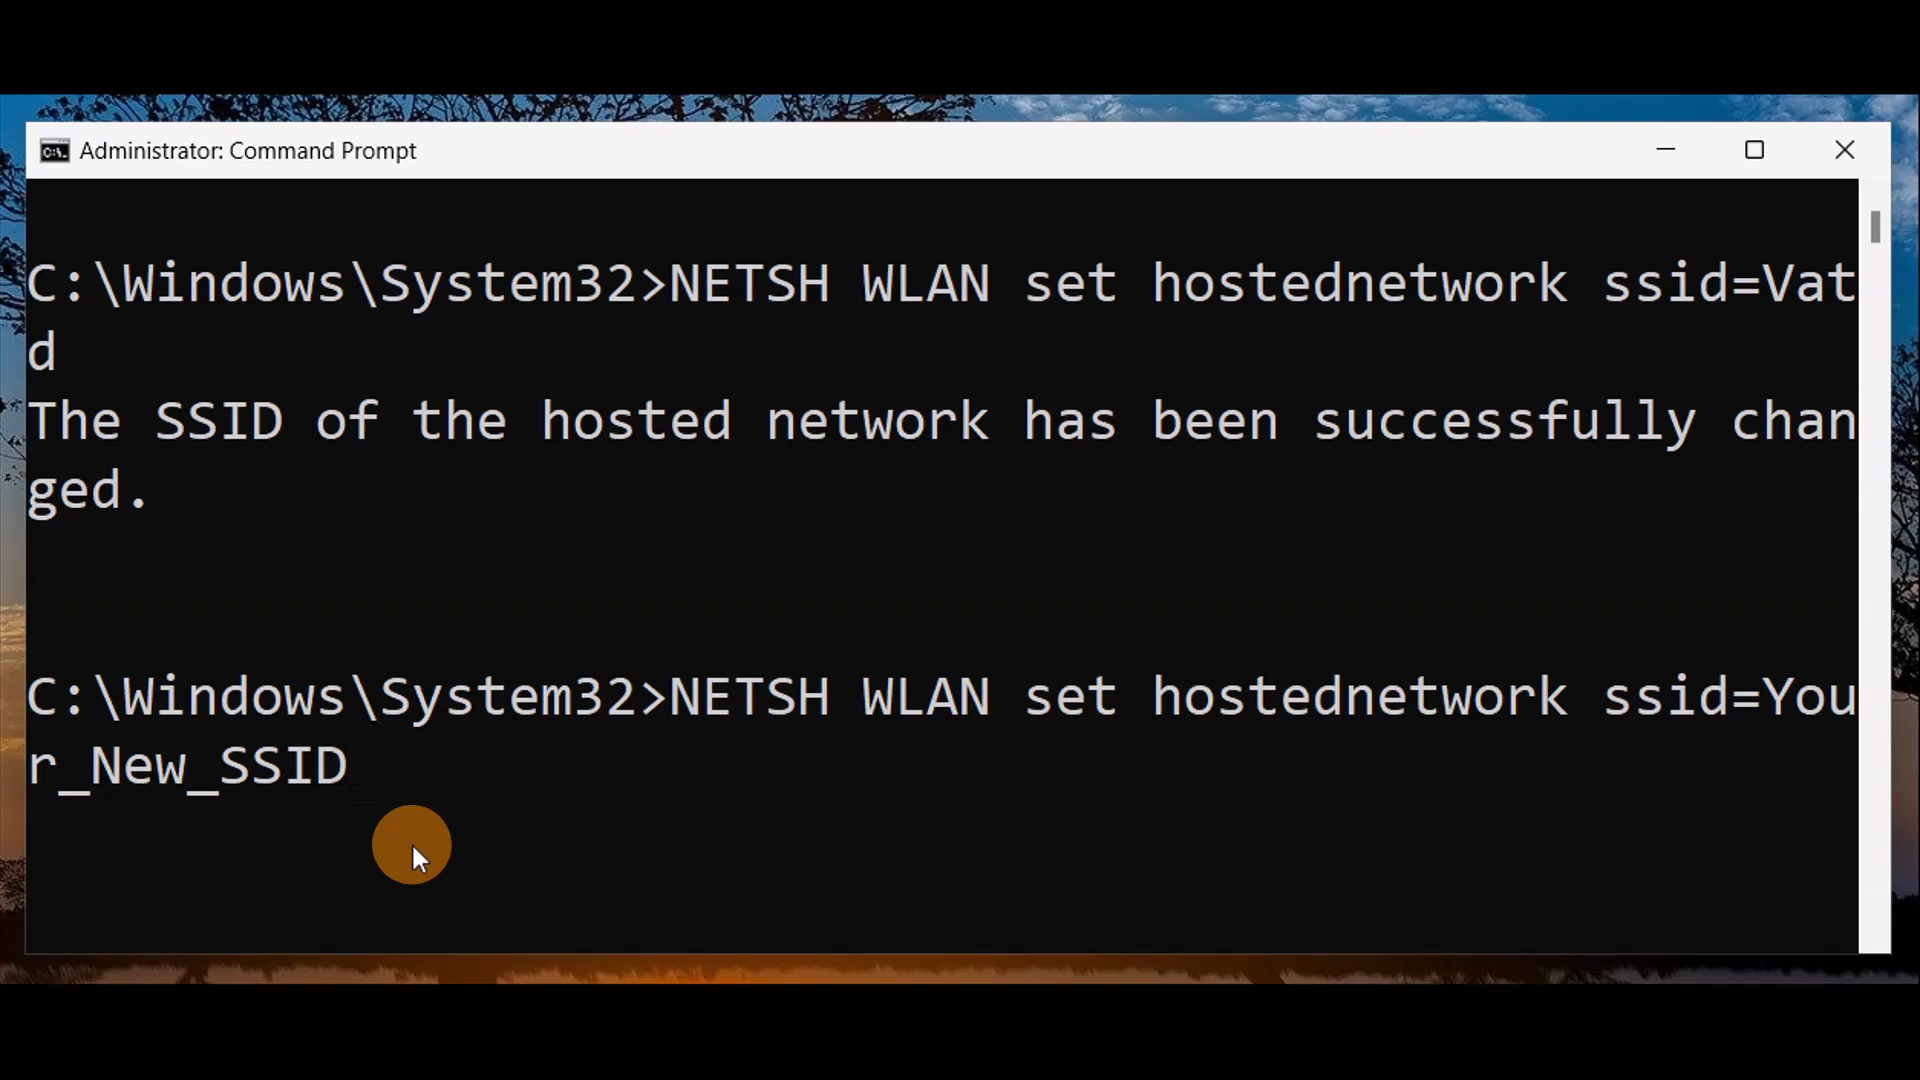 Administrator: Command Prompt
C:\Windows\System32>NETSH WLAN set hostednetwork ssid=Vat
d
The SSID of the hosted network has been successfully chan
ged.
C:\Windows\System32>NETSH WLAN set hostednetwork ssid=You
r_New_SSID